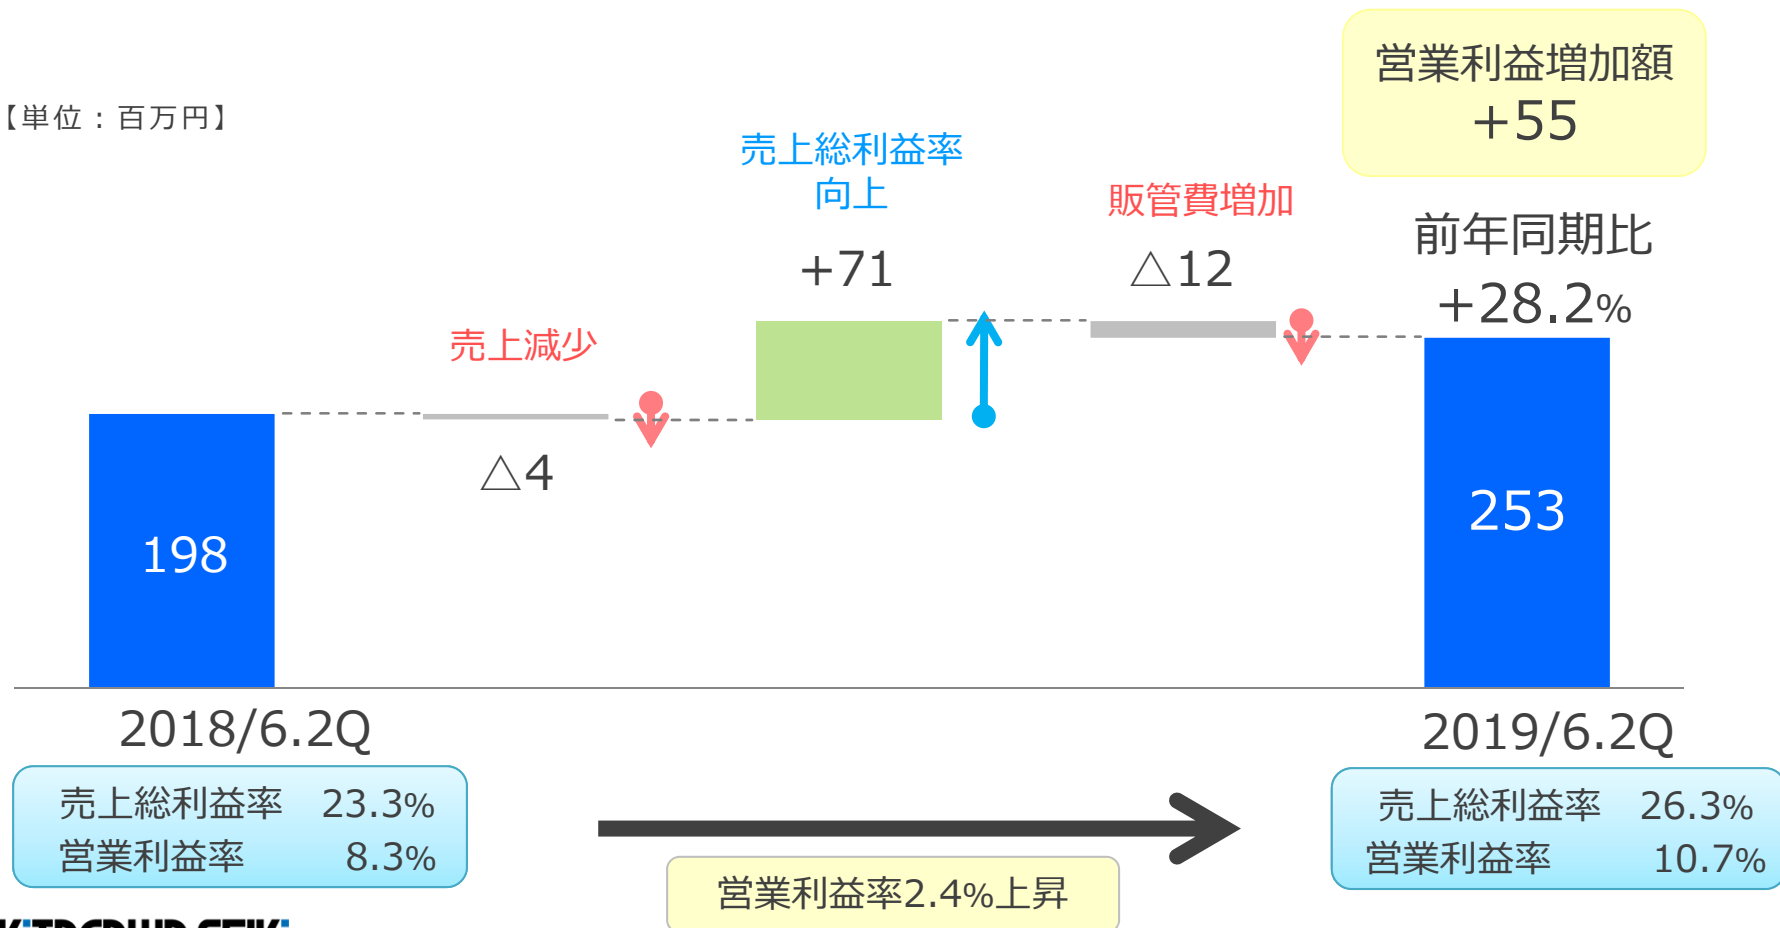 【単位：百万円】
営業利益増加額
+55
売上総利益率
向上
+71
販管費増加
△12
前年同期比
+28.2%
売上減少
△4
198
253
2018/6.2Q
2019/6.2Q
売上総利益率 23.3%
営業利益率 8.3%
売上総利益率 26.3%
営業利益率 10.7%
営業利益率2.4%上昇